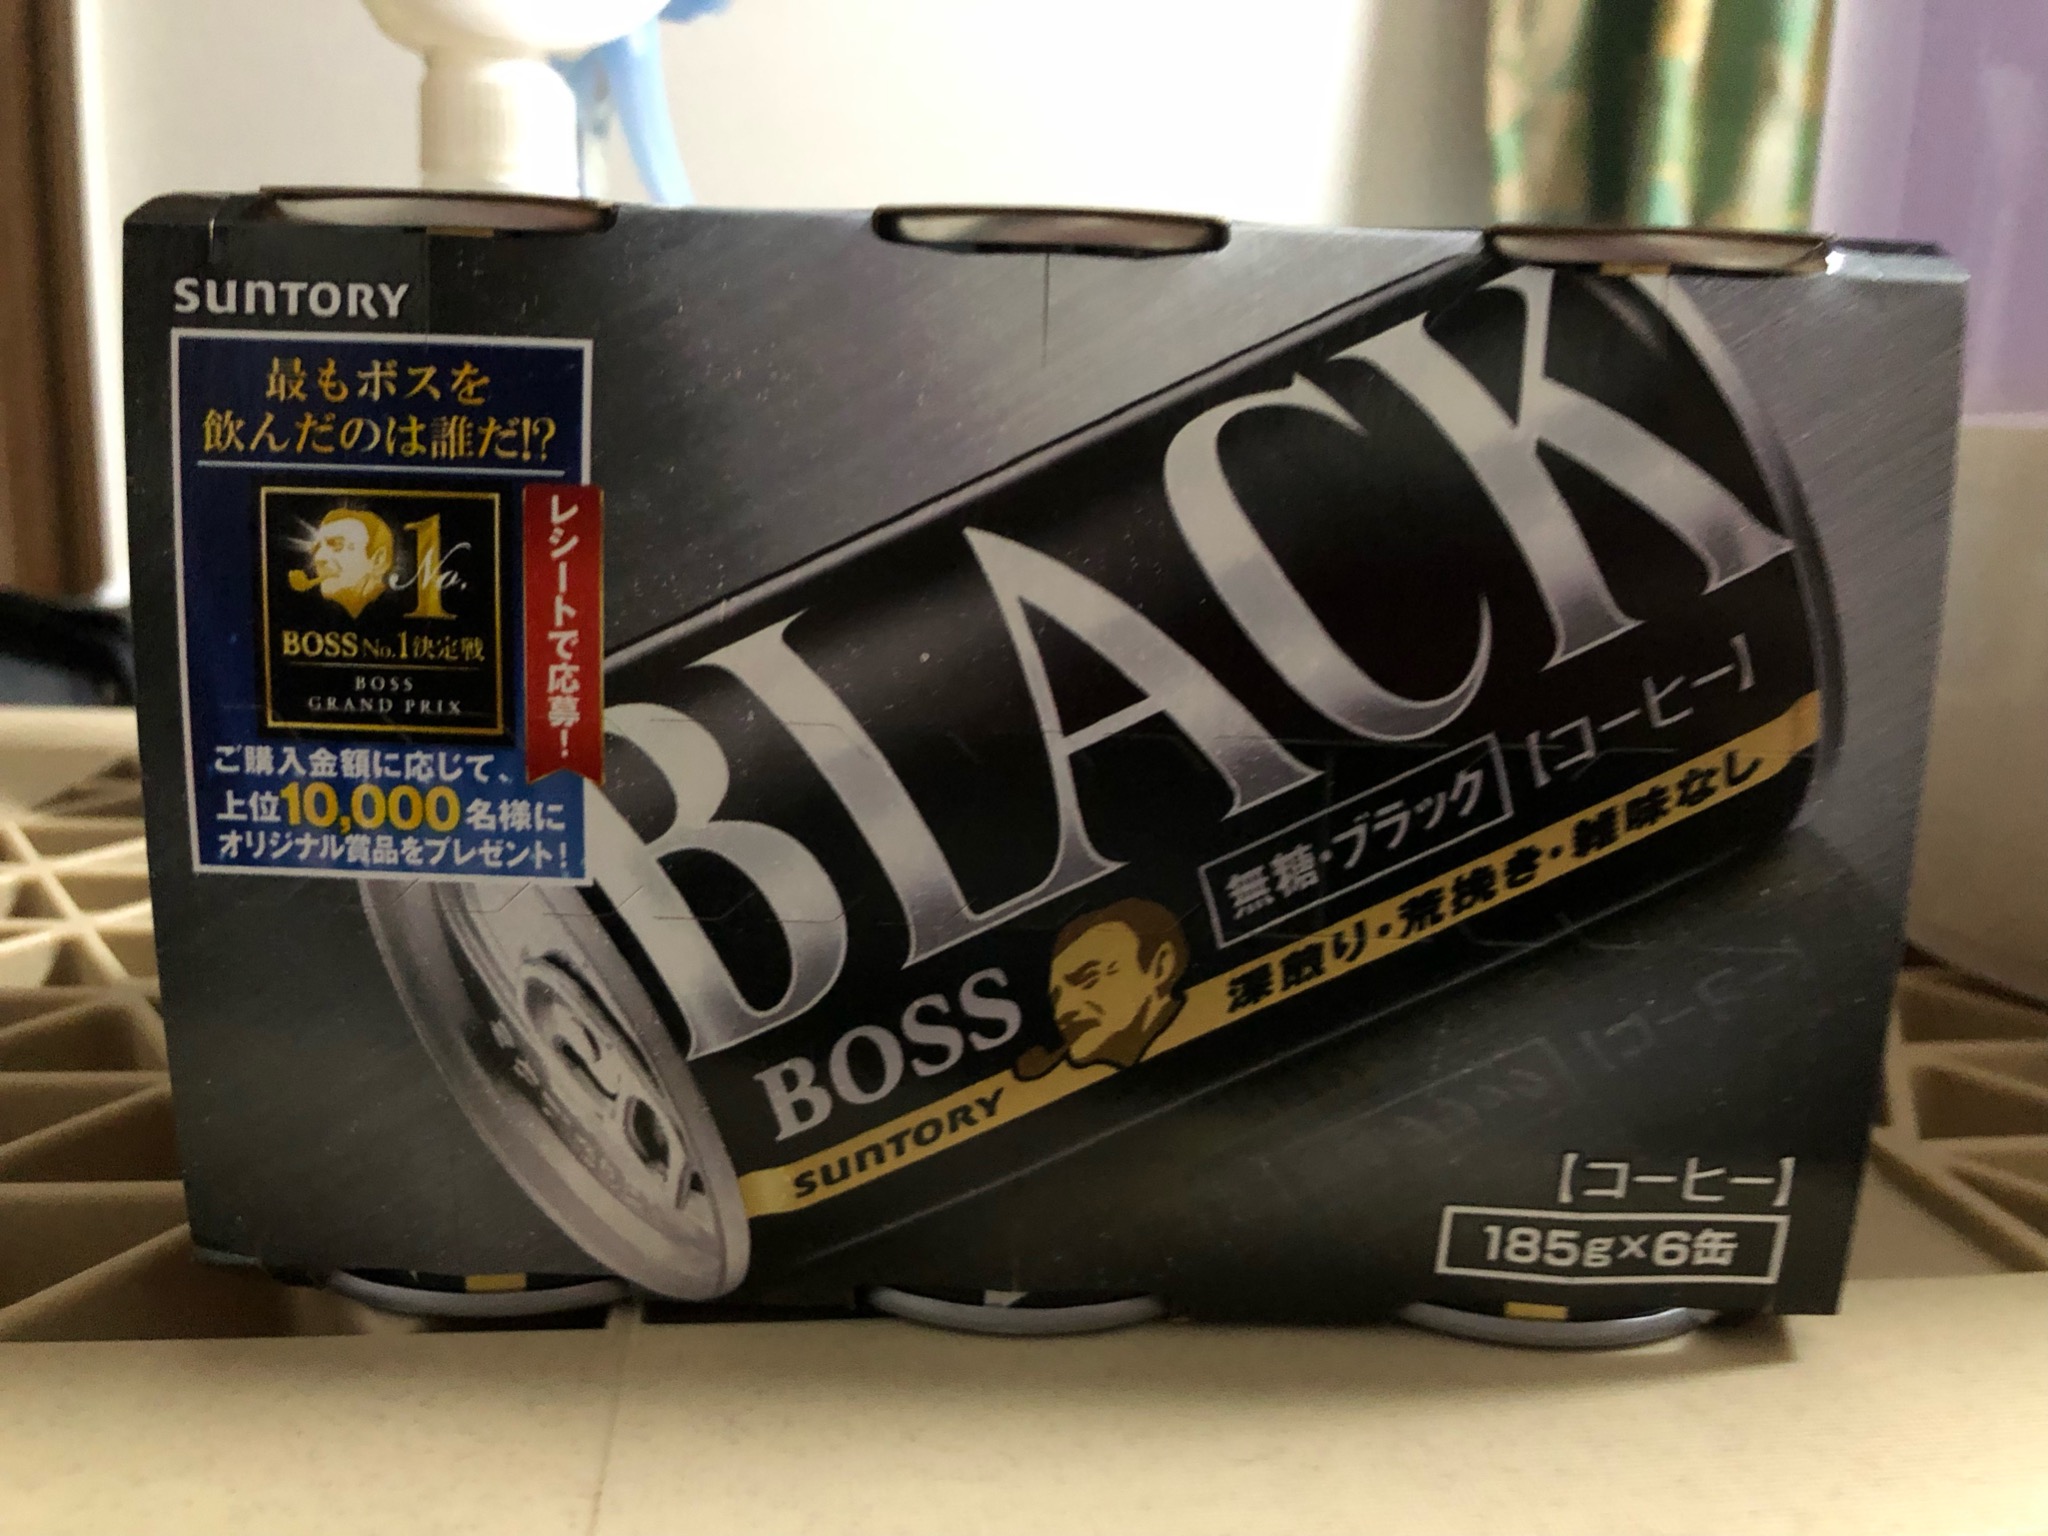 SUNTORY
最もボスを
飲んだのは誰だ!?
No.1
BOSS No.1決定戦
BOSS
GRAND PRIX
レシートで応募!
ご購入金額に応じて、
上位10,000名様に
オリジナル賞品をプレゼント!
BLACK
無糖・ブラック
【コーヒー】
BOSS
深煎り・荒挽き・雑味なし
SUNTORY
【コーヒー】
185g×6缶